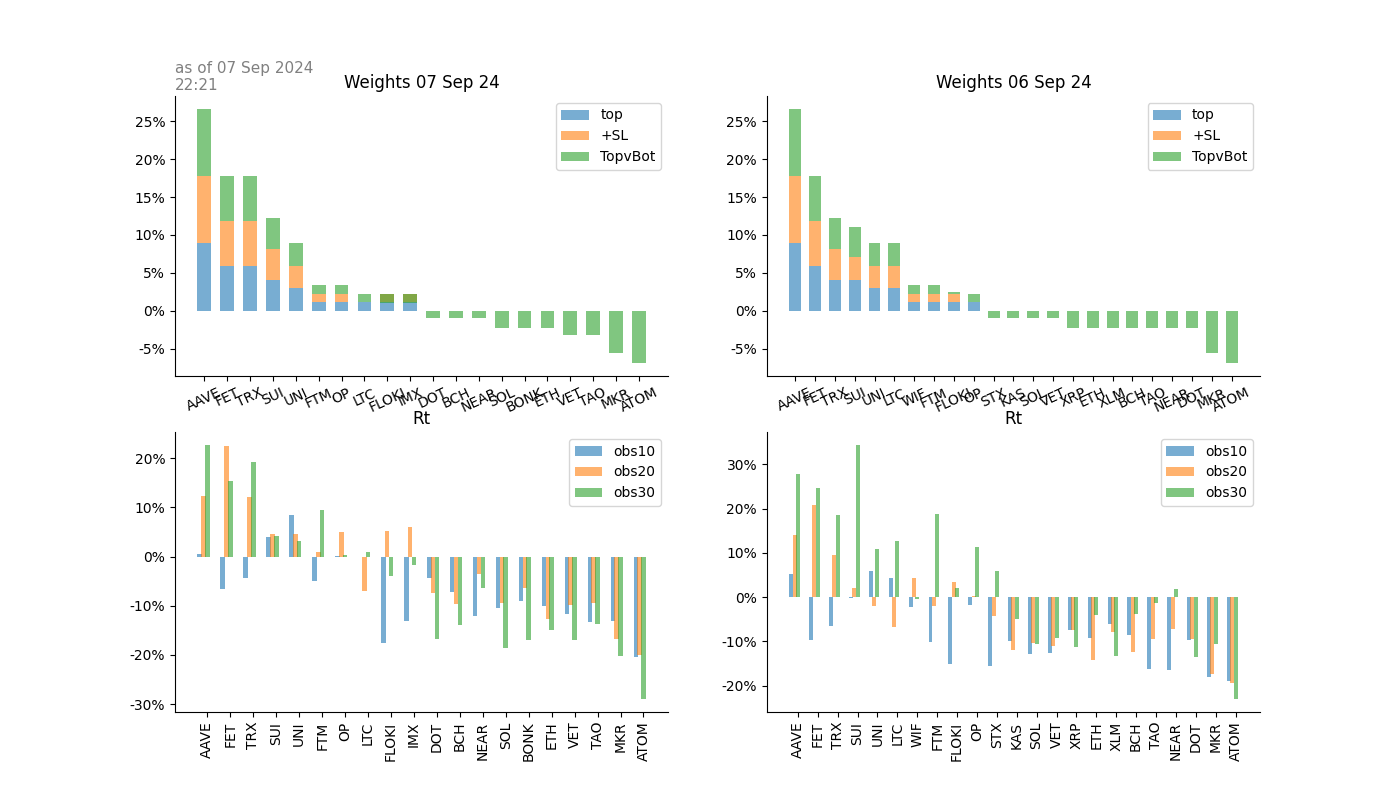 as of 07 Sep 2024
22:21
Weights 07 Sep 24
25%
20%
15%
10%
5%
0%
-5%
top
+SL
TopvBot
AAVE FET TRX SUI UNI FTM OP LTC FLOKI IMX DOT BCH NEAR SOL BONK ETH VET TAO MKR ATOM
Weights 06 Sep 24
25%
20%
15%
10%
5%
0%
-5%
top
+SL
TopvBot
AAVE FET TRX SUI UNI LTC WIF FTM FLOKI OP STX KAS SOL VET XRP ETH XLM BCH TAO NEAR DOT MKR ATOM
Rt
20%
10%
0%
-10%
-20%
-30%
obs10
obs20
obs30
AAVE FET TRX SUI UNI FTM OP LTC FLOKI IMX DOT BCH NEAR SOL BONK ETH VET TAO MKR ATOM
Rt
30%
20%
10%
0%
-10%
-20%
obs10
obs20
obs30
AAVE FET TRX SUI UNI LTC WIF FTM FLOKI OP STX KAS SOL VET XRP ETH XLM BCH TAO NEAR DOT MKR ATOM